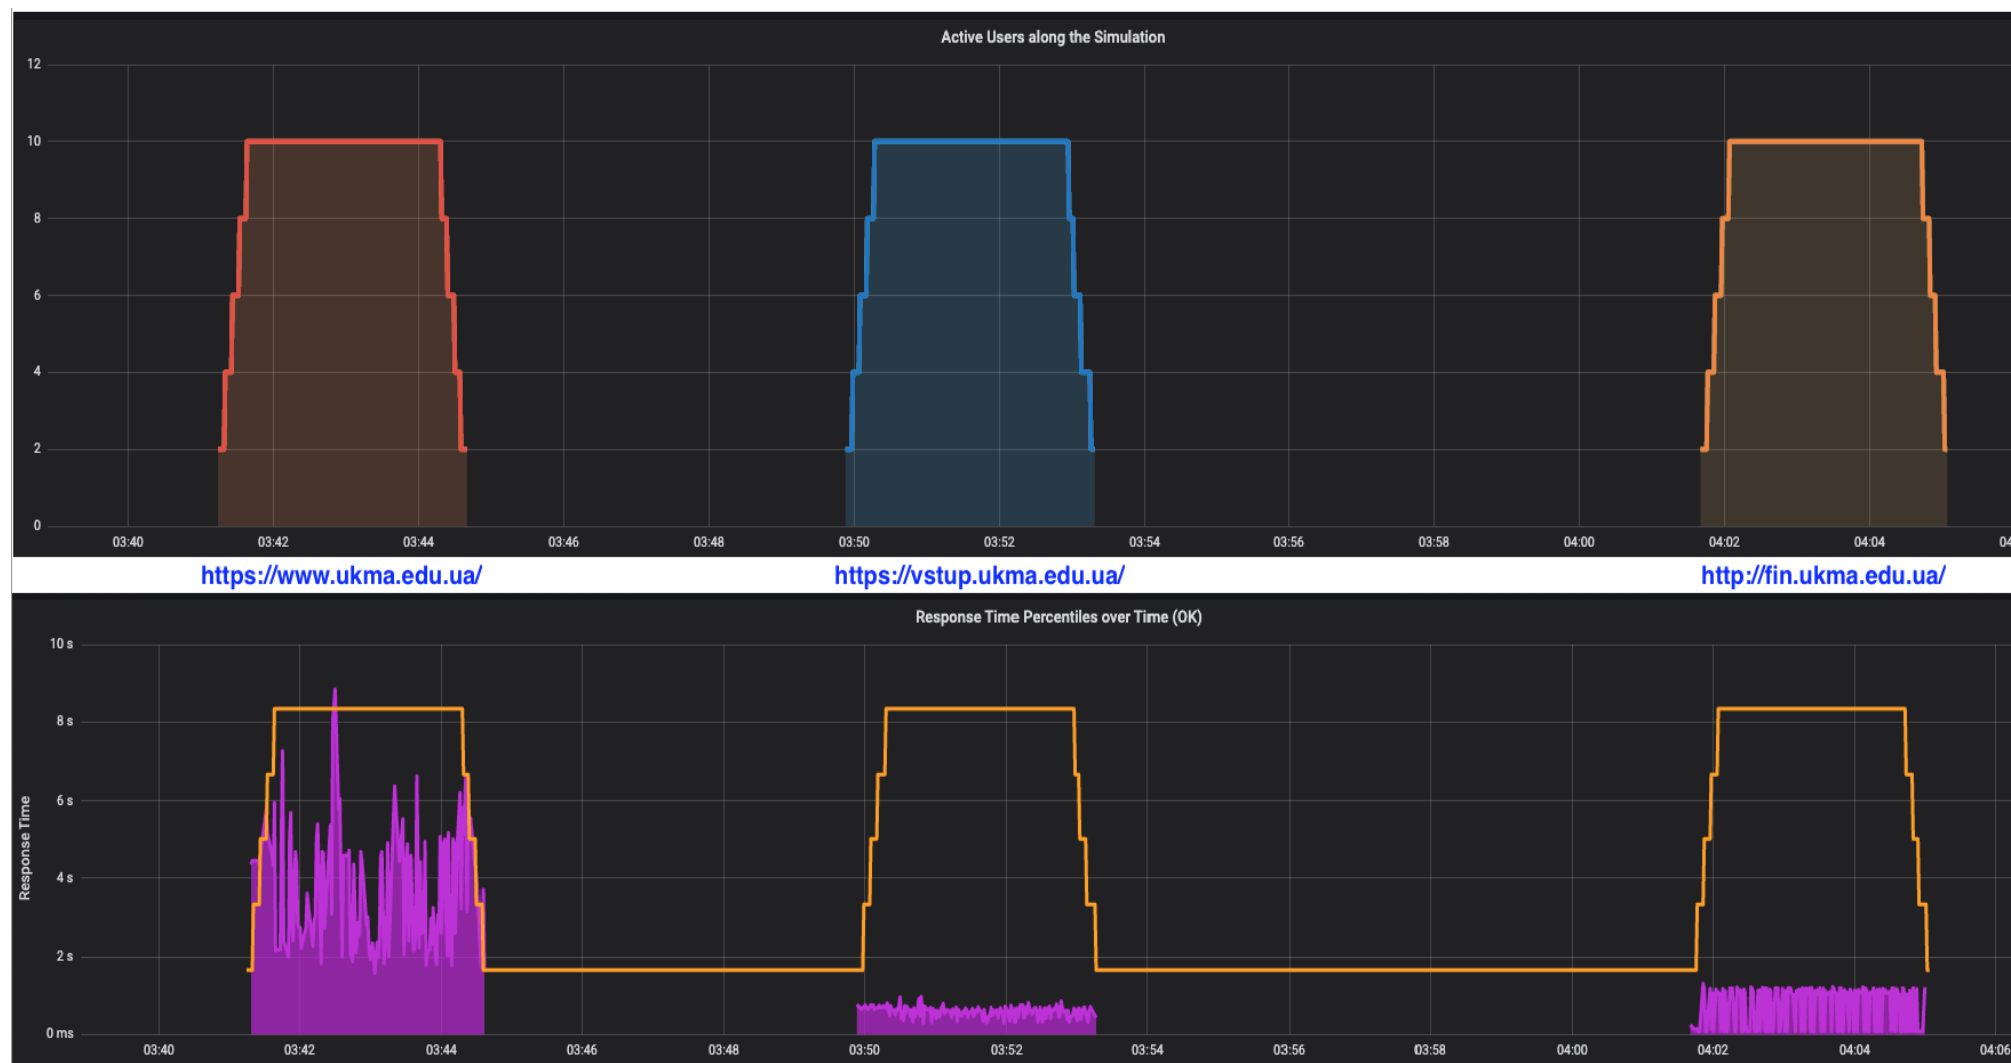 Active Users along the Simulation
12
10
8
6
4
2
0
03:40 03:42 03:44 03:46 03:48 03:50 03:52 03:54 03:56 03:58 04:00 04:02 04:04 04
https://www.ukma.edu.ua/ https://vstup.ukma.edu.ua/ http://fin.ukma.edu.ua/
Response Time Percentiles over Time (OK)
Response Time
10 s
8 s
6 s
4 s
2 s
0 ms
03:40 03:42 03:44 03:46 03:48 03:50 03:52 03:54 03:56 03:58 04:00 04:02 04:04 04:06